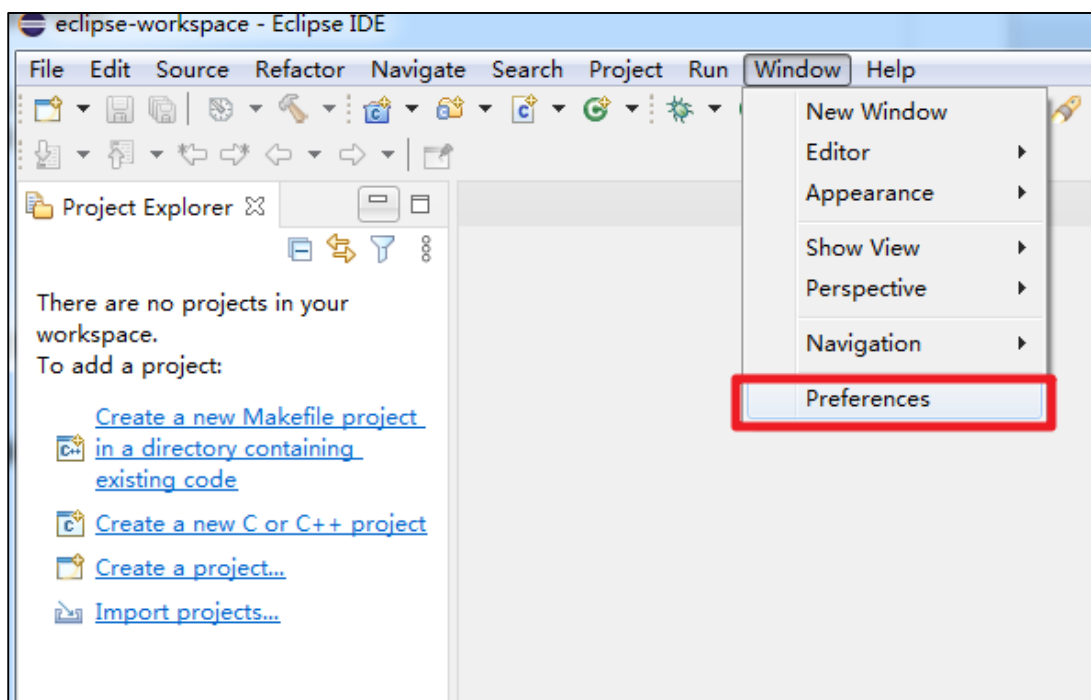 eclipse-workspace - Eclipse IDE
File Edit Source Refactor Navigate Search Project Run Window Help
New Window
Editor
Appearance
Show View
Perspective
Navigation
Preferences
Project Explorer
There are no projects in your
workspace.
To add a project:
Create a new Makefile project
in a directory containing
existing code
Create a new C or C++ project
Create a project...
Import projects...